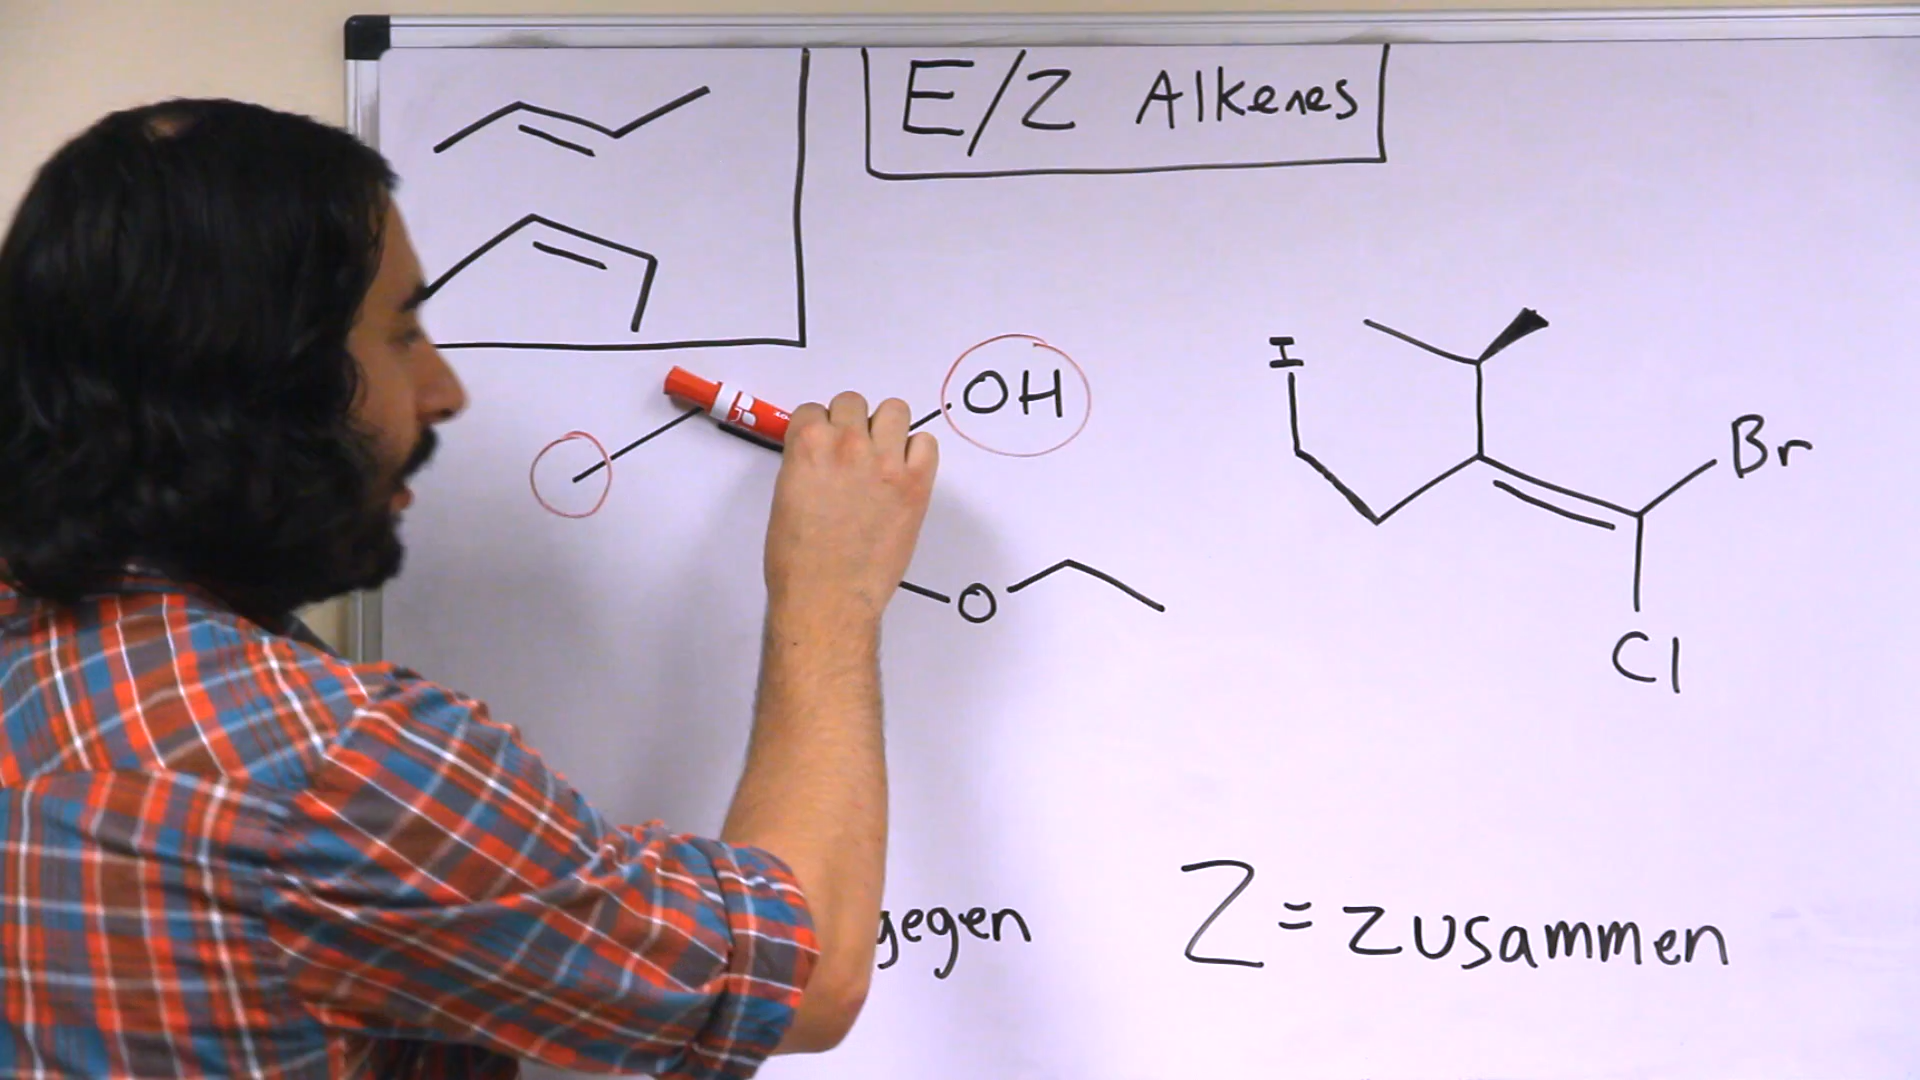 E/Z Alkenes
OH
I
Br
O
Cl
gegen
Z = zusammen